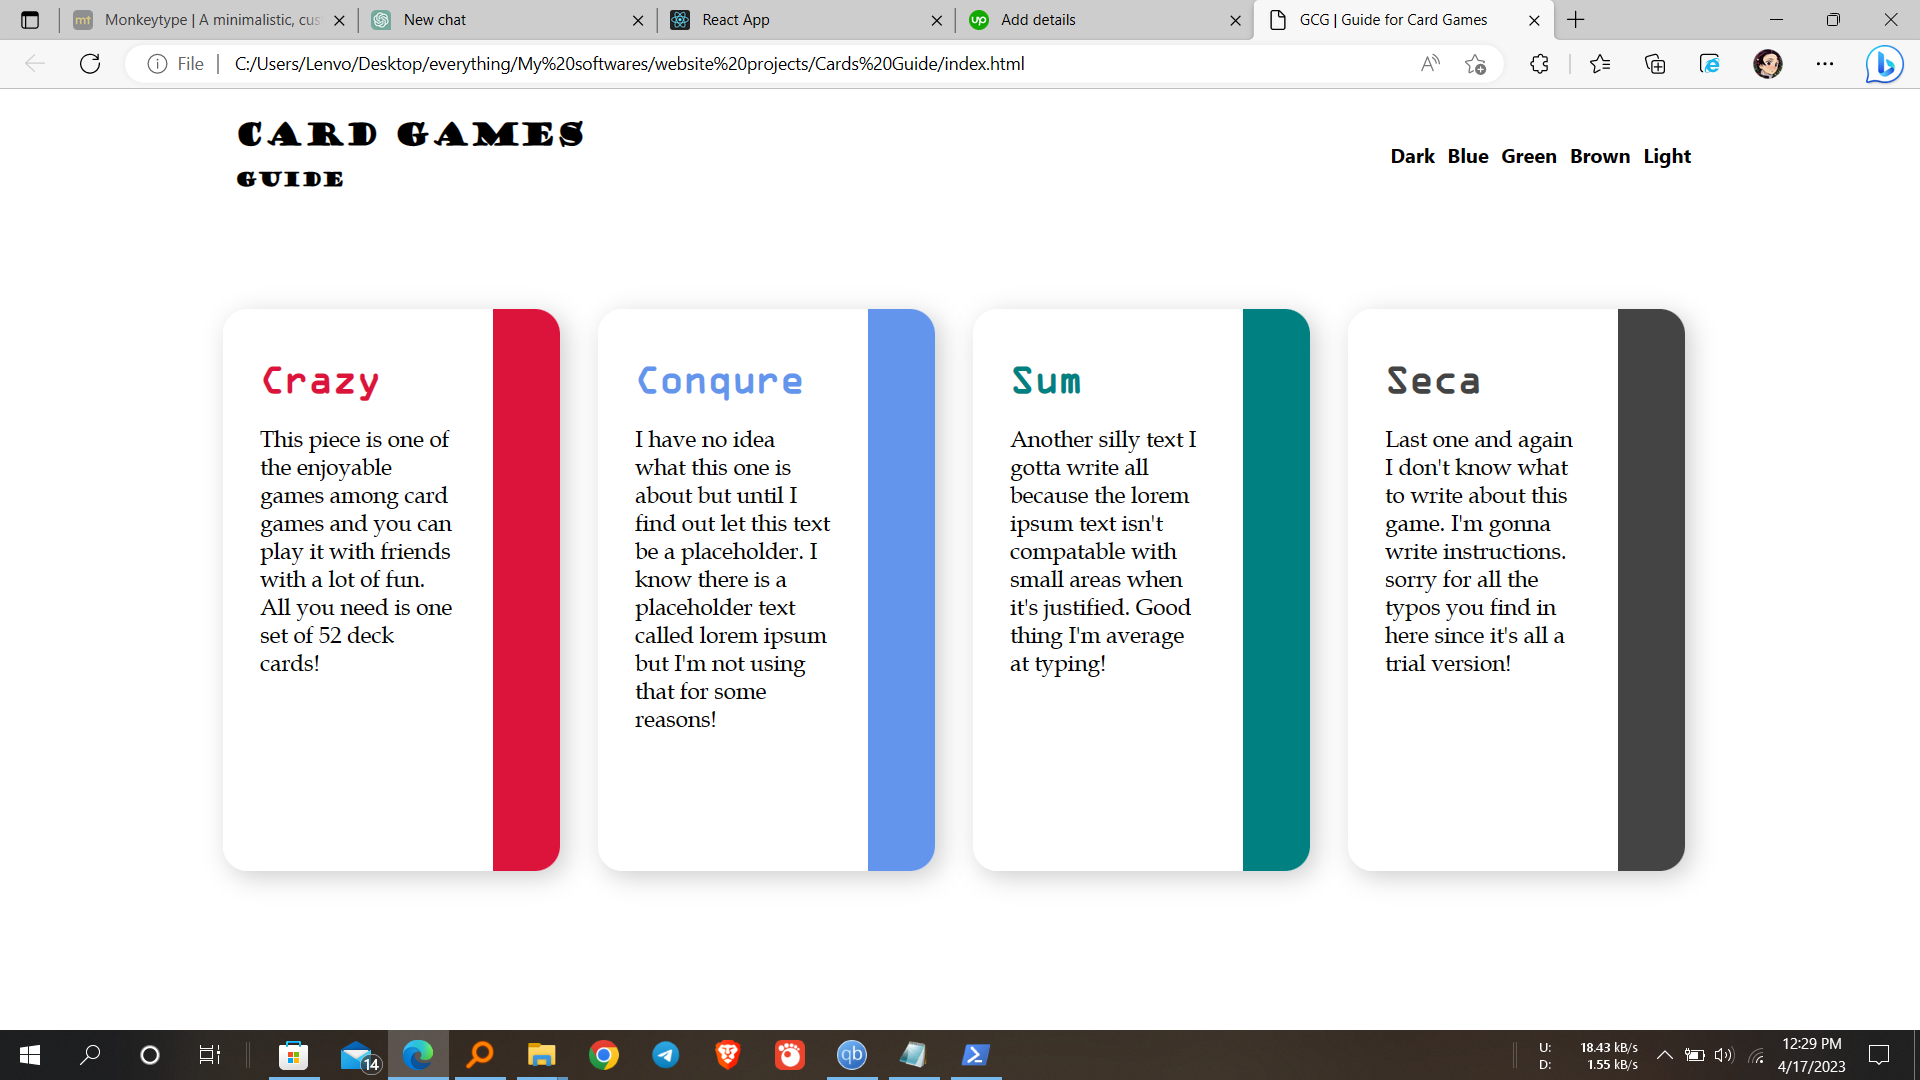 Monkeytype | A minimalistic, cus
New chat
React App
Add details
GCG | Guide for Card Games
File
C:/Users/Lenvo/Desktop/everything/My%20softwares/website%20projects/Cards%20Guide/index.html
CARD GAMES
GUIDE
Dark Blue Green Brown Light
Crazy
This piece is one of
the enjoyable
games among card
games and you can
play it with friends
with a lot of fun.
All you need is one
set of 52 deck
cards!
Conqure
I have no idea
what this one is
about but until I
find out let this text
be a placeholder. I
know there is a
placeholder text
called lorem ipsum
but I'm not using
that for some
reasons!
Sum
Another silly text I
gotta write all
because the lorem
ipsum text isn't
compatable with
small areas when
it's justified. Good
thing I'm average
at typing!
Seca
Last one and again
I don't know what
to write about this
game. I'm gonna
write instructions.
sorry for all the
typos you find in
here since it's all a
trial version!
14
U: 18.43 kB/s
D: 1.55 kB/s
12:29 PM
4/17/2023